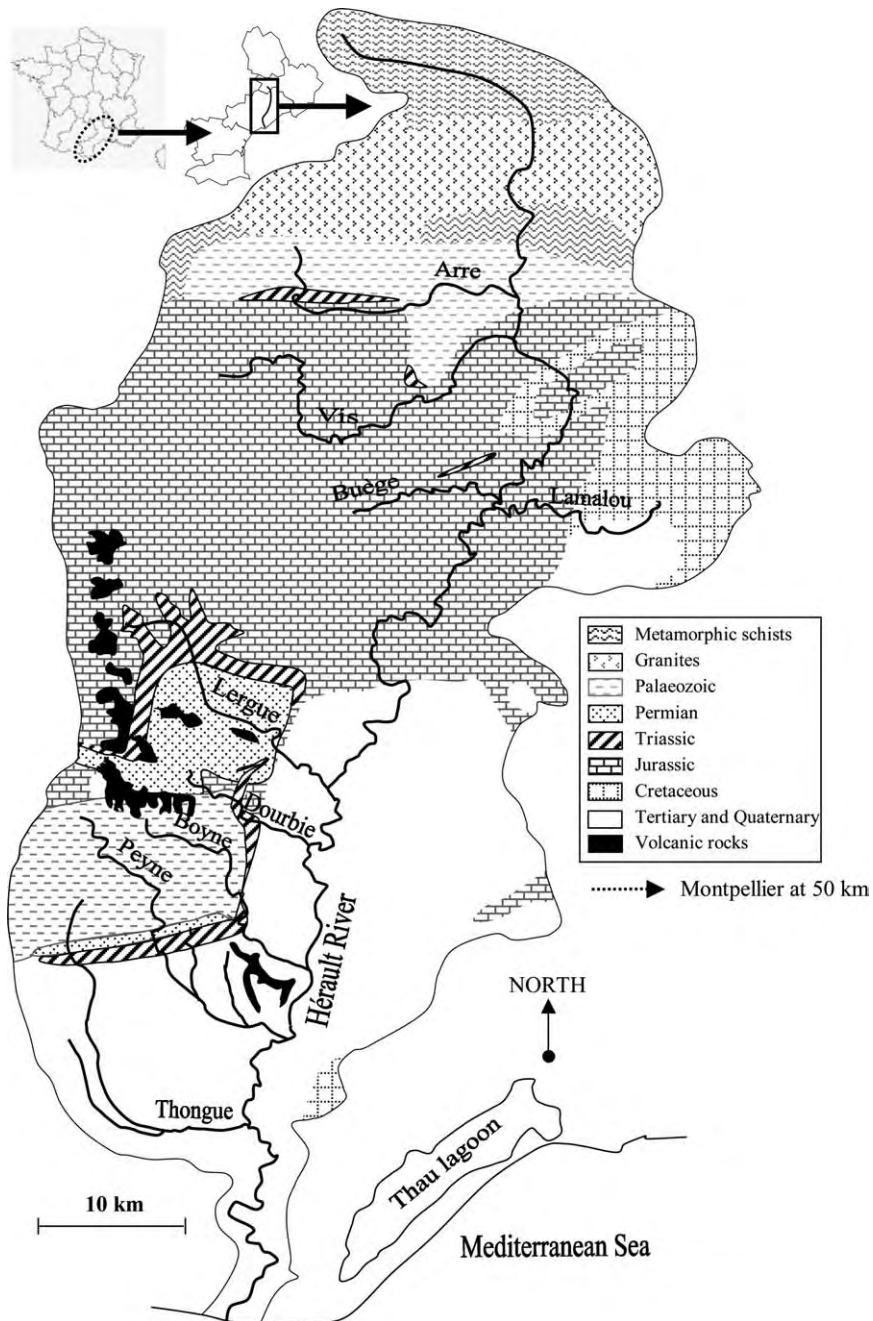 Arre
Vis
Buège
Lamalou
Metamorphic schists
Granites
Palaeozoic
Permian
Triassic
Jurassic
Cretaceous
Tertiary and Quaternary
Volcanic rocks
Montpellier at 50 km
Lergue
Dourbie
Boyne
Peyne
Hérault River
NORTH
Thongue
Thau lagoon
10 km
Mediterranean Sea